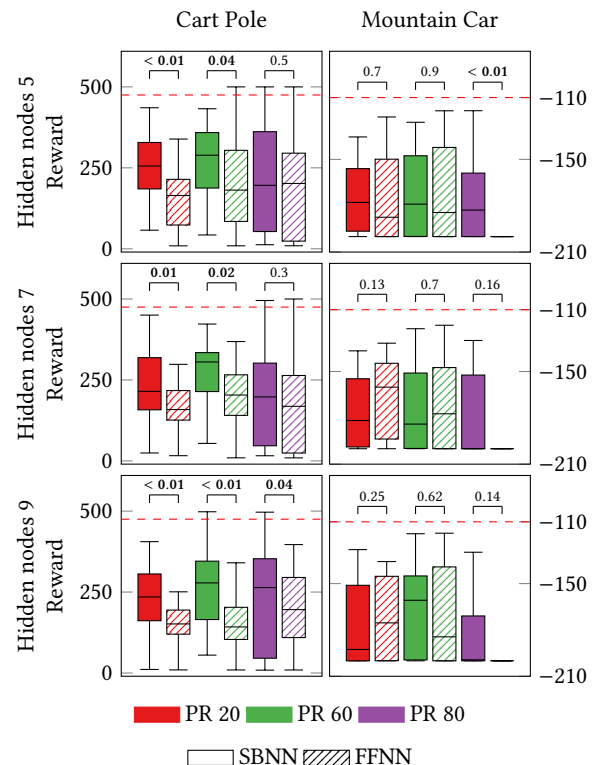 Cart Pole Mountain Car
Hidden nodes 5
Reward
500
250
0
< 0.01 0.04 0.5
0.7 0.9 < 0.01
−110
−150
−210
Hidden nodes 7
Reward
500
250
0
0.01 0.02 0.3
0.13 0.7 0.16
−110
−150
−210
Hidden nodes 9
Reward
500
250
0
< 0.01 < 0.01 0.04
0.25 0.62 0.14
−110
−150
−210
PR 20 PR 60 PR 80
SBNN FFNN